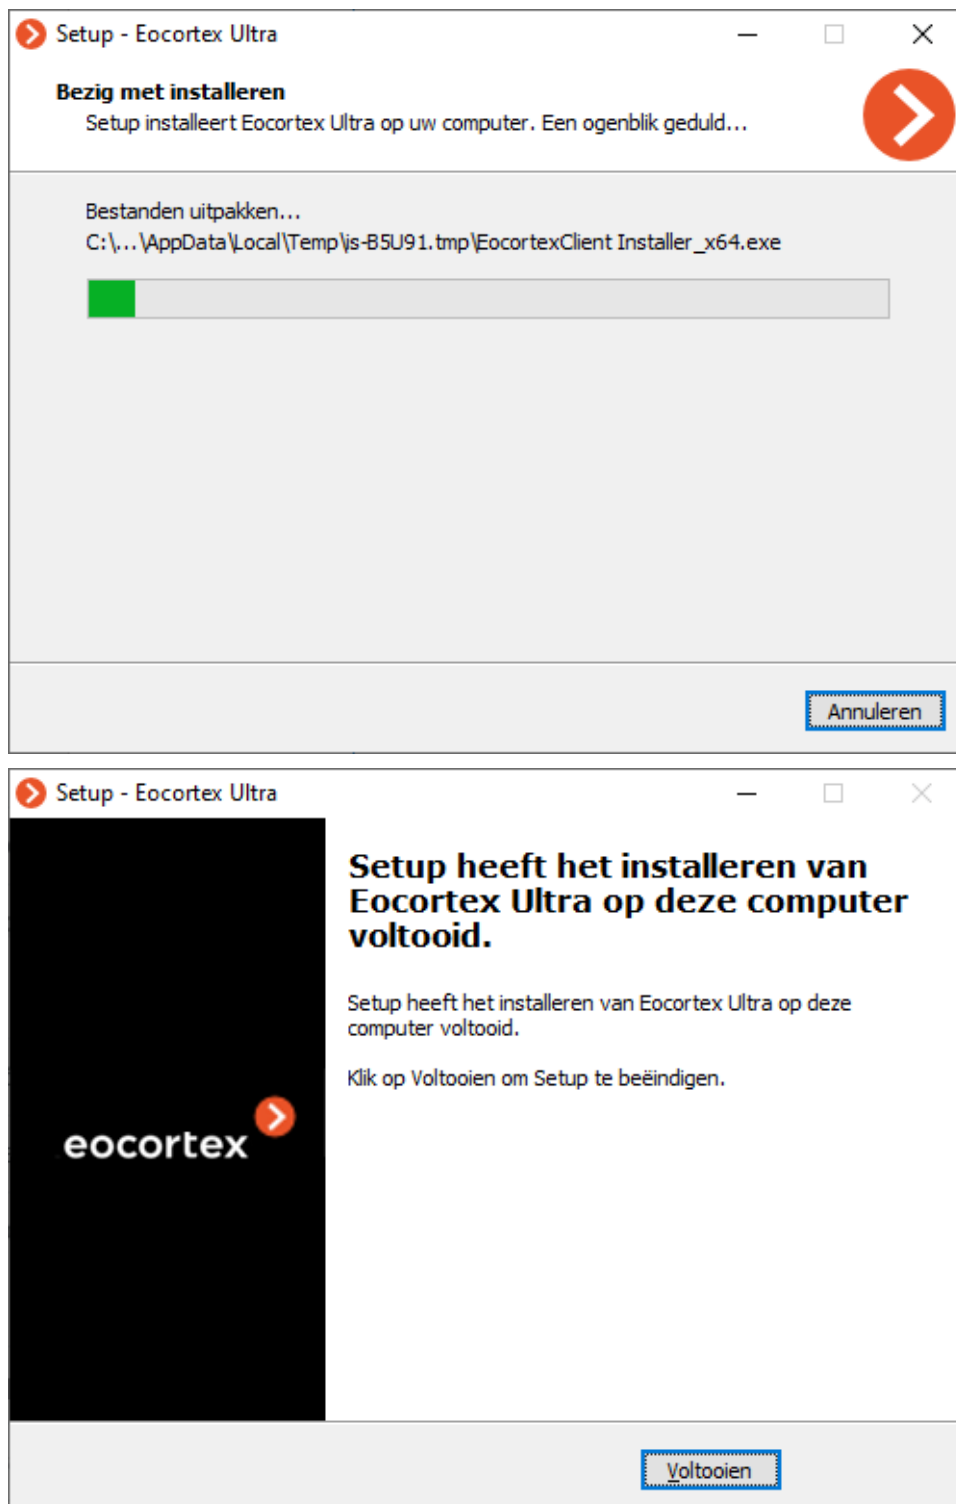 Setup - Eocortex Ultra
Bezig met installeren
Setup installeert Eocortex Ultra op uw computer. Een ogenblik geduld...
Bestanden uitpakken...
C:\...\AppData\Local\Temp\is-B5U91.tmp\EocortexClient Installer_x64.exe
Annuleren
Setup - Eocortex Ultra
Setup heeft het installeren van
Eocortex Ultra op deze computer
voltooid.
Setup heeft het installeren van Eocortex Ultra op deze
computer voltooid.
Klik op Voltooien om Setup te beëindigen.
eocortex
Voltooien